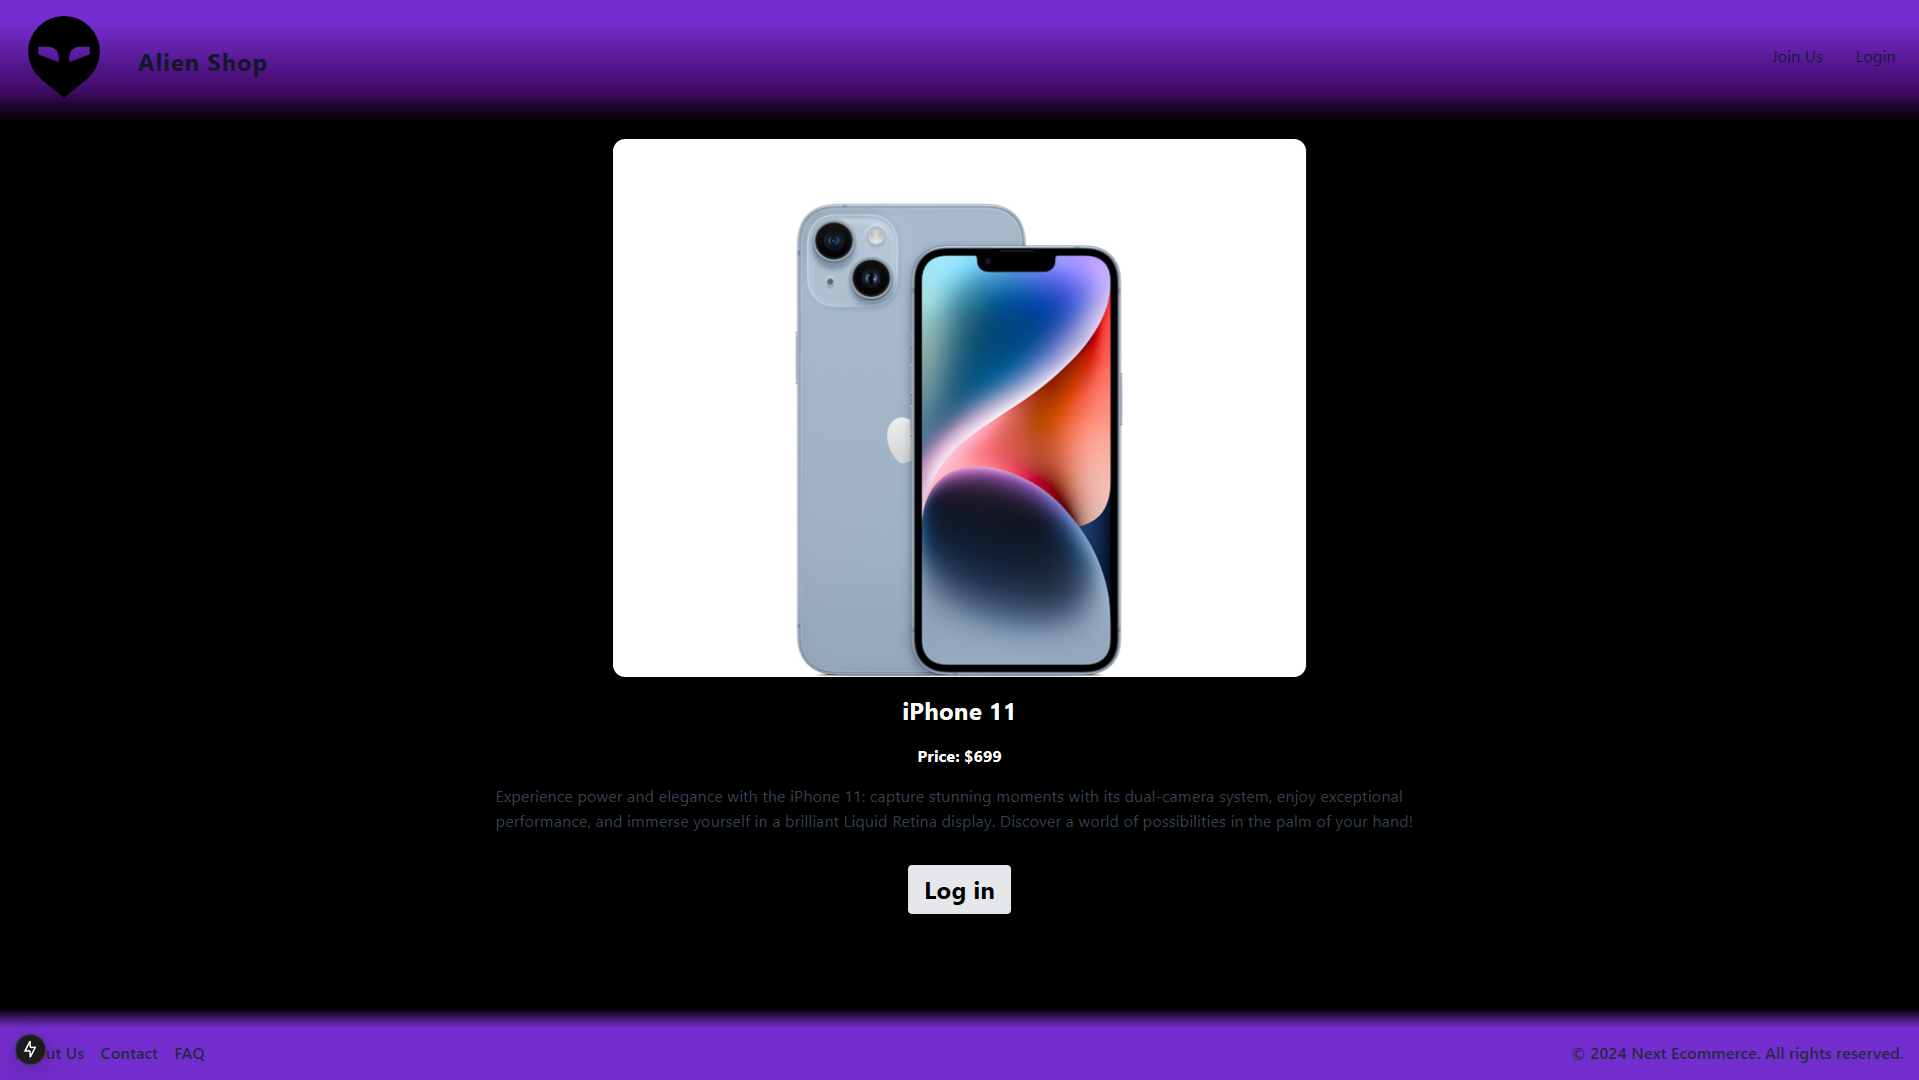 Alien Shop
Join Us
Login
iPhone 11
Price: $699
Experience power and elegance with the iPhone 11: capture stunning moments with its dual-camera system, enjoy exceptional
performance, and immerse yourself in a brilliant Liquid Retina display. Discover a world of possibilities in the palm of your hand!
Log in
ut Us
Contact
FAQ
© 2024 Next Ecommerce. All rights reserved.